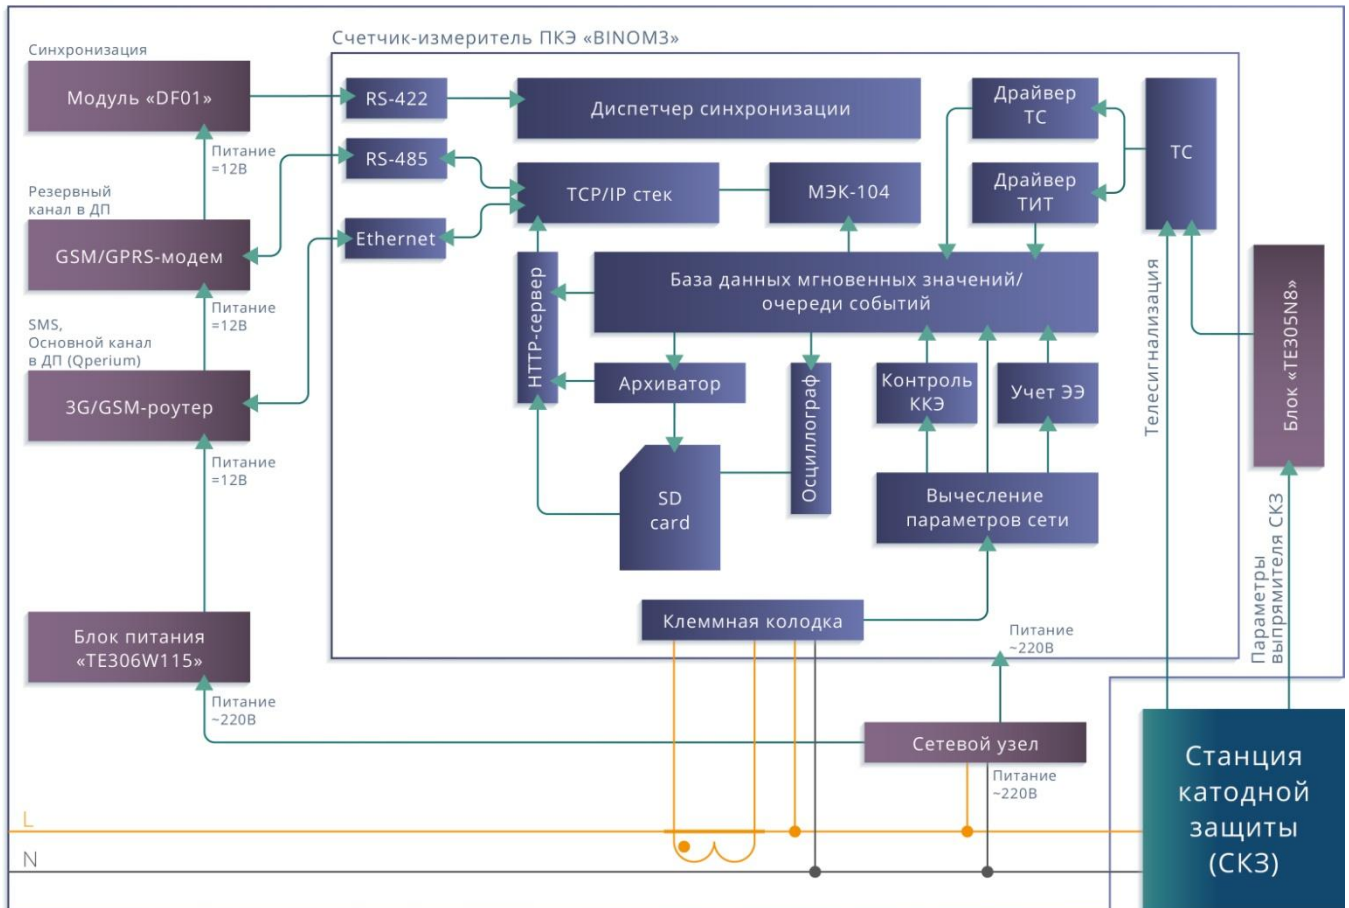 Счетчик-измеритель ПКЭ «BINOM3»
Синхронизация
Модуль «DF01»
Питание
=12В
Резервный
канал в ДП
GSM/GPRS-модем
Питание
=12В
SMS,
Основной канал
в ДП (Qperium)
3G/GSM-роутер
Питание
=12В
Блок питания
«TE306W115»
Питание
~220В
RS-422
Диспетчер синхронизации
RS-485
Ethernet
TCP/IP стек
МЭК-104
Драйвер
ТС
Драйвер
ТИТ
ТС
HTTP-сервер
База данных мгновенных значений/
очереди событий
Архиватор
SD
card
Осциллограф
Контроль
ККЭ
Учет ЭЭ
Вычесление
параметров сети
Клеммная колодка
Питание
~220В
Сетевой узел
Питание
~220В
Телесигнализация
Блок «TE305N8»
Параметры
выпрямителя СКЗ
Станция
катодной
защиты
(СКЗ)
L
N